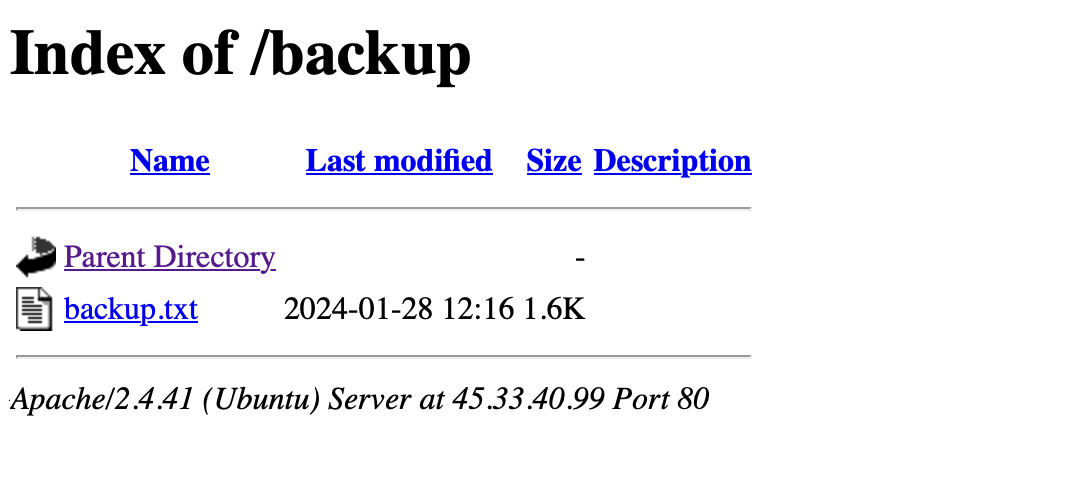 Index of /backup
Name Last modified Size Description
Parent Directory -
backup.txt 2024-01-28 12:16 1.6K
Apache/2.4.41 (Ubuntu) Server at 45.33.40.99 Port 80